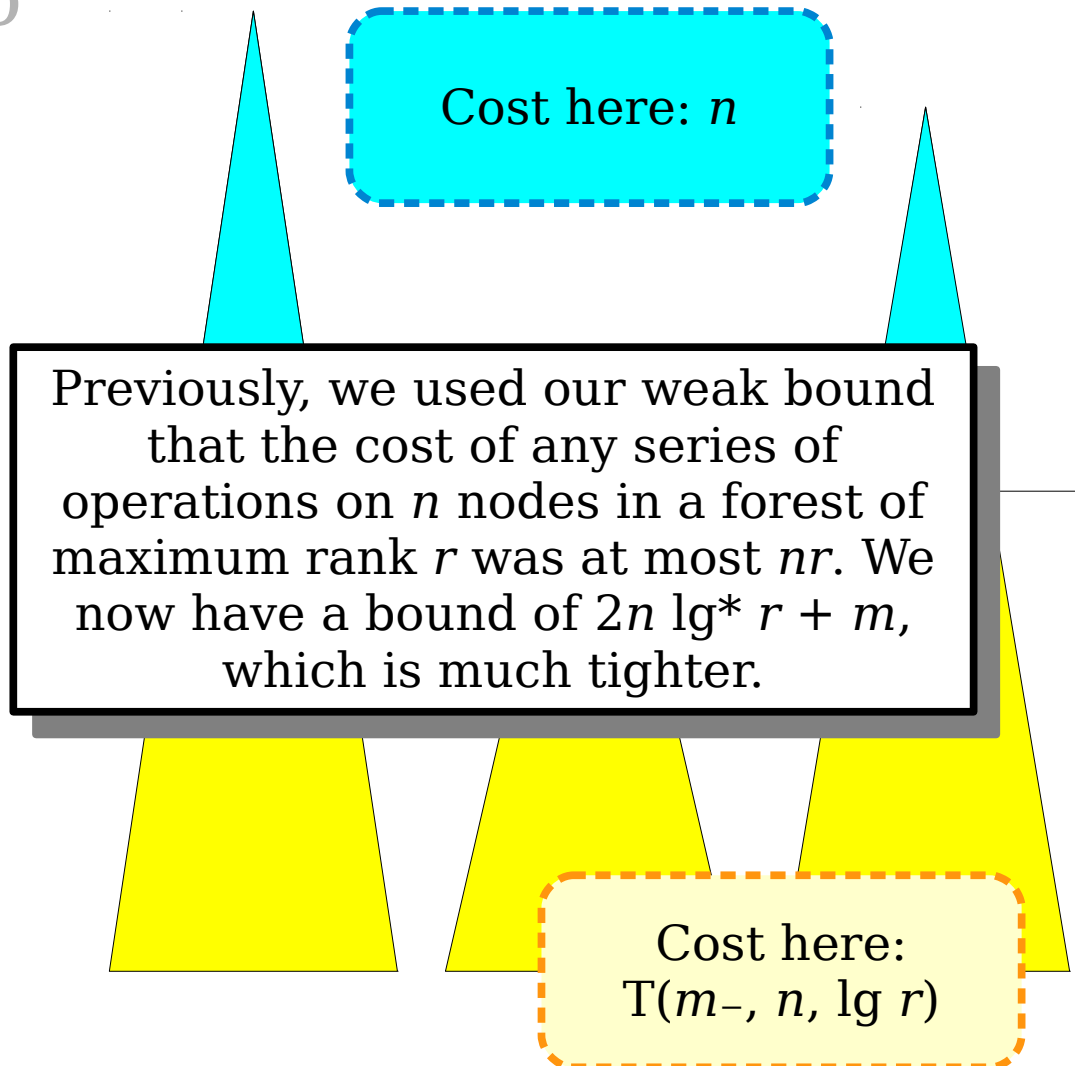 Cost here: n
Previously, we used our weak bound
that the cost of any series of
operations on n nodes in a forest of
maximum rank r was at most nr. We
now have a bound of 2n lg* r + m,
which is much tighter.
Cost here:
T(m₋, n, lg r)